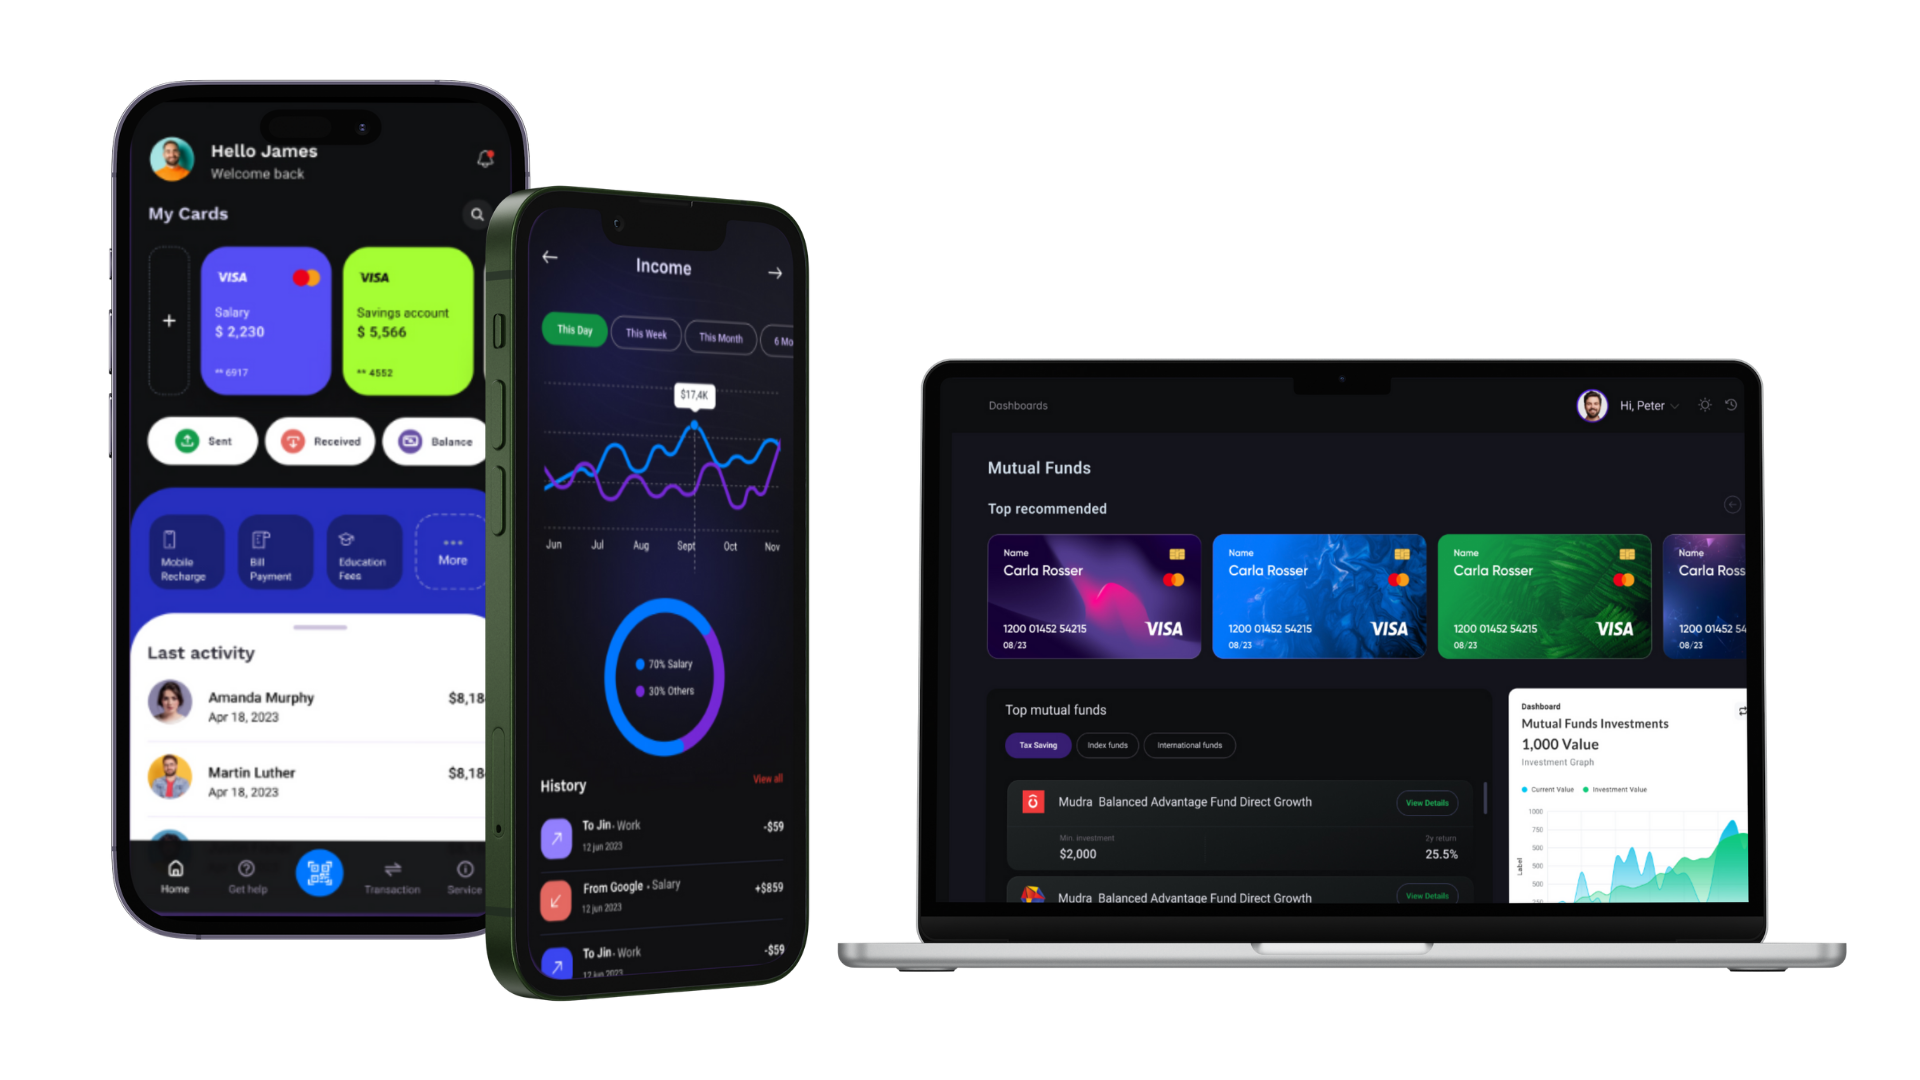 Hello James
Welcome back
My Cards
+
VISA
Salary
$ 2,230
** 6917
VISA
Savings account
$ 5,566
** 4552
Sent
Received
Balance
Mobile
Recharge
Bill
Payment
Education
Fees
More
Last activity
Amanda Murphy
Apr 18, 2023
$8,18
Martin Luther
Apr 18, 2023
$8,18
Home
Get help
Transaction
Service
Income
This Day
This Week
This Month
6 Mo
$17,4K
Jun Jul Aug Sept Oct Nov
70% Salary
30% Others
History
View all
To Jin. Work
-$59
12 jun 2023
From Google . Salary
+$859
12 jun 2023
To Jin. Work
-$59
12 jun 2023
Dashboards
Hi, Peter
Mutual Funds
Top recommended
Name
Carla Rosser
1200 01452 54215
08/23
VISA
Name
Carla Rosser
1200 01452 54215
08/23
VISA
Name
Carla Rosser
1200 01452 54215
08/23
VISA
Name
Carla Ross
1200 01452 54
08/23
Top mutual funds
Tax Saving
Index funds
International funds
Mudra Balanced Advantage Fund Direct Growth
View Details
Min. investment
$2,000
2y return
25.5%
Mudra Balanced Advantage Fund Direct Growth
View Details
Dashboard
Mutual Funds Investments
1,000 Value
Investment Graph
Current Value
Investment Value
Label
1000
750
500
500
500
250